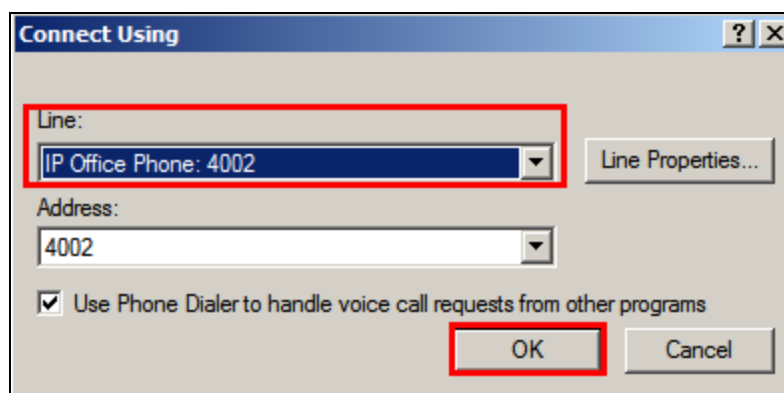 Connect Using
Line:
IP Office Phone: 4002
Line Properties...
Address:
4002
Use Phone Dialer to handle voice call requests from other programs
OK
Cancel